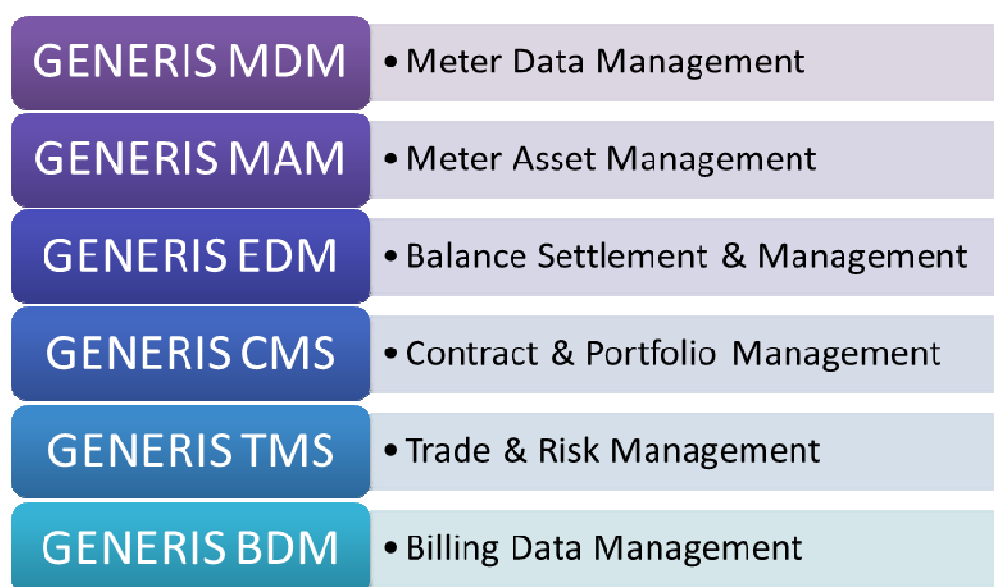 GENERIS MDM
• Meter Data Management
GENERIS MAM
• Meter Asset Management
GENERIS EDM
• Balance Settlement & Management
GENERIS CMS
• Contract & Portfolio Management
GENERIS TMS
• Trade & Risk Management
GENERIS BDM
• Billing Data Management